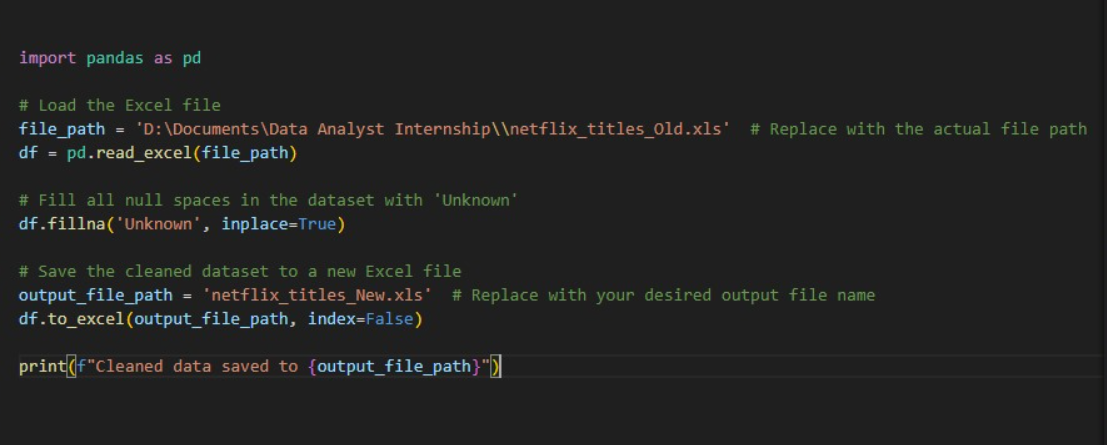 import pandas as pd
# Load the Excel file
file_path = 'D:\Documents\Data Analyst Internship\\netflix_titles_Old.xls'  # Replace with the actual file path
df = pd.read_excel(file_path)
# Fill all null spaces in the dataset with 'Unknown'
df.fillna('Unknown', inplace=True)
# Save the cleaned dataset to a new Excel file
output_file_path = 'netflix_titles_New.xls'  # Replace with your desired output file name
df.to_excel(output_file_path, index=False)
print(f"Cleaned data saved to {output_file_path}")